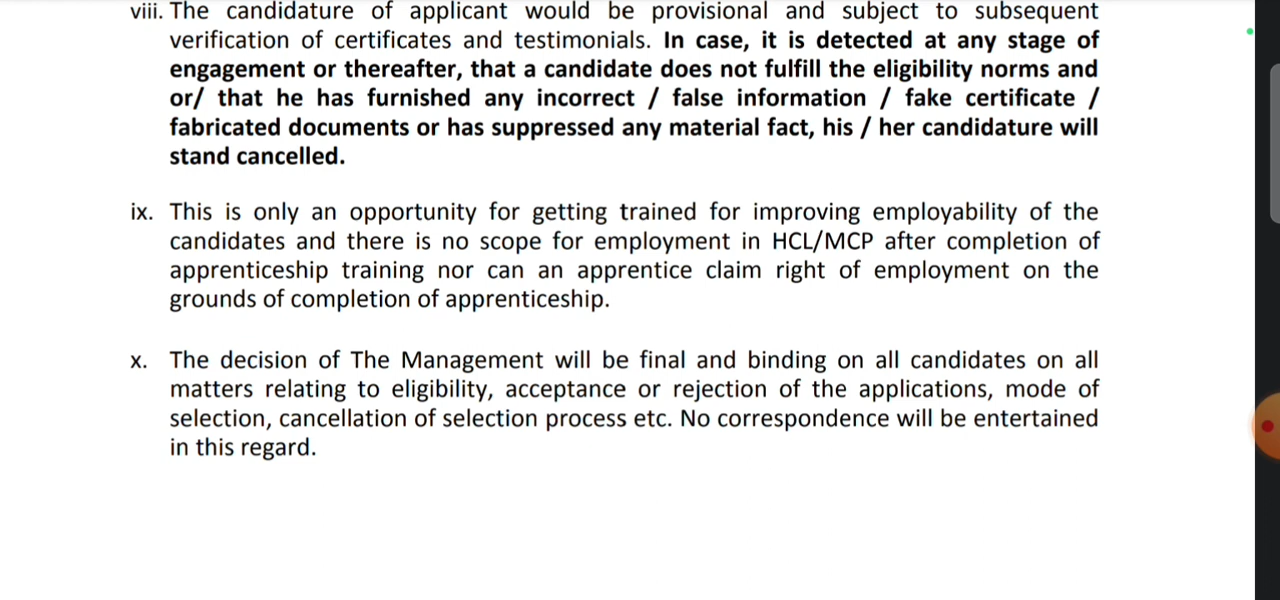 viii. The candidature of applicant would be provisional and subject to subsequent
verification of certificates and testimonials. In case, it is detected at any stage of
engagement or thereafter, that a candidate does not fulfill the eligibility norms and
or/ that he has furnished any incorrect / false information / fake certificate /
fabricated documents or has suppressed any material fact, his / her candidature will
stand cancelled.
ix. This is only an opportunity for getting trained for improving employability of the
candidates and there is no scope for employment in HCL/MCP after completion of
apprenticeship training nor can an apprentice claim right of employment on the
grounds of completion of apprenticeship.
x. The decision of The Management will be final and binding on all candidates on all
matters relating to eligibility, acceptance or rejection of the applications, mode of
selection, cancellation of selection process etc. No correspondence will be entertained
in this regard.